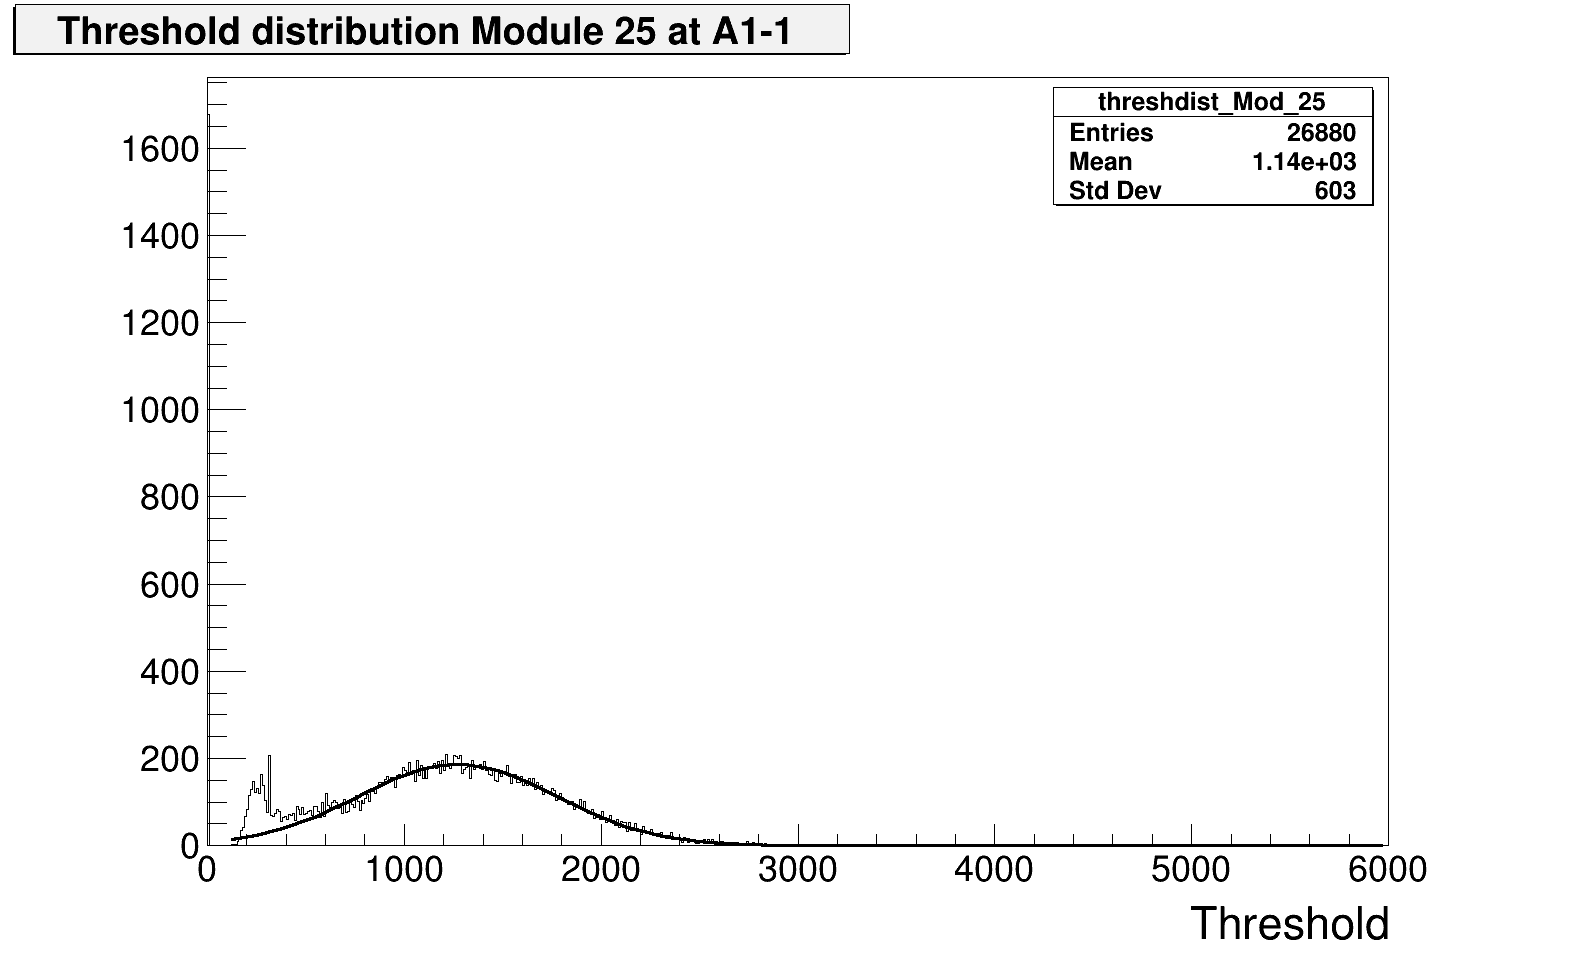 Threshold distribution Module 25 at A1-1
threshdist_Mod_25
Entries 26880
Mean 1.14e+03
Std Dev 603
1600
1400
1200
1000
800
600
400
200
0
0 1000 2000 3000 4000 5000 6000
Threshold